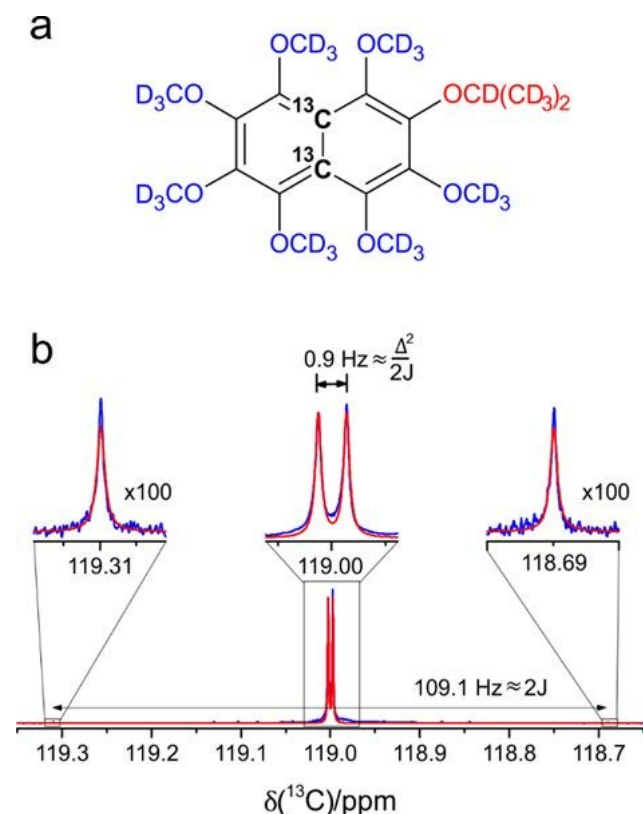 a
OCD₃ OCD₃
D₃CO 13C OCD(CD₃)₂
13C
D₃CO OCD₃
OCD₃ OCD₃
b
0.9 Hz ≈ Δ²/2J
x100 x100
119.31 119.00 118.69
109.1 Hz ≈ 2J
119.3 119.2 119.1 119.0 118.9 118.8 118.7
δ(¹³C)/ppm